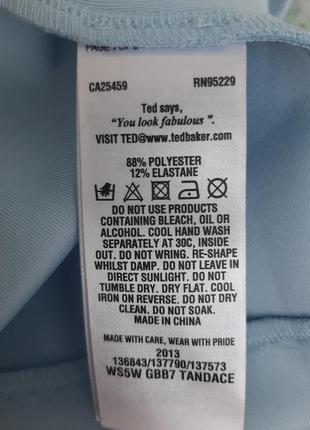 PAGE 1 OF
CA25459 RN95229
Ted says,
"You look fabulous".
VISIT TED@www.tedbaker.com
88% POLYESTER
12% ELASTANE
DO NOT USE PRODUCTS
CONTAINING BLEACH, OIL OR
ALCOHOL. COOL HAND WASH
SEPARATELY AT 30C, INSIDE
OUT. DO NOT WRING. RE-SHAPE
WHILST DAMP. DO NOT LEAVE IN
DIRECT SUNLIGHT. DO NOT
TUMBLE DRY. DRY FLAT. COOL
IRON ON REVERSE. DO NOT DRY
CLEAN. DO NOT SOAK.
MADE IN CHINA
MADE WITH CARE, WEAR WITH PRIDE
2013
136843/137790/137573
WS5W GBB7 TANDACE